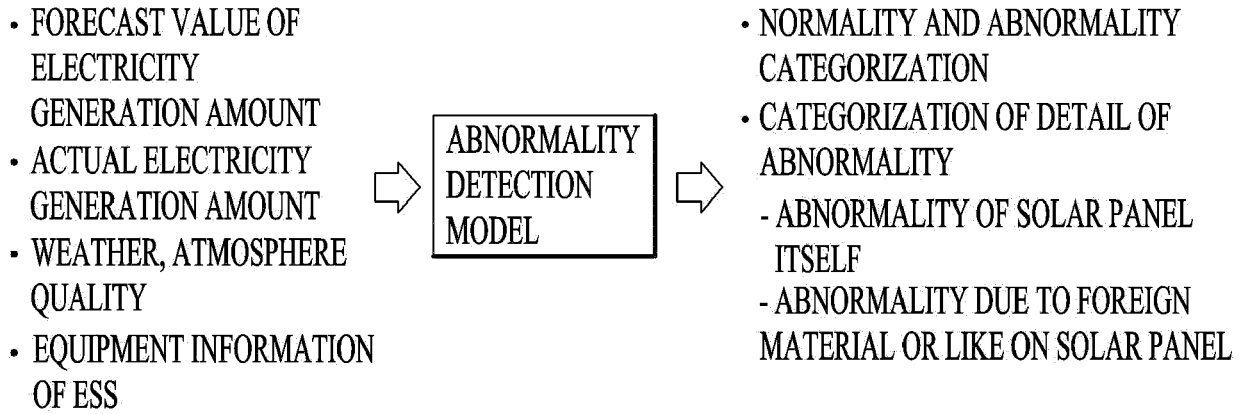 • FORECAST VALUE OF
ELECTRICITY
GENERATION AMOUNT
• ACTUAL ELECTRICITY
GENERATION AMOUNT
• WEATHER, ATMOSPHERE
QUALITY
• EQUIPMENT INFORMATION
OF ESS
ABNORMALITY
DETECTION
MODEL
• NORMALITY AND ABNORMALITY
CATEGORIZATION
• CATEGORIZATION OF DETAIL OF
ABNORMALITY
- ABNORMALITY OF SOLAR PANEL
ITSELF
- ABNORMALITY DUE TO FOREIGN
MATERIAL OR LIKE ON SOLAR PANEL